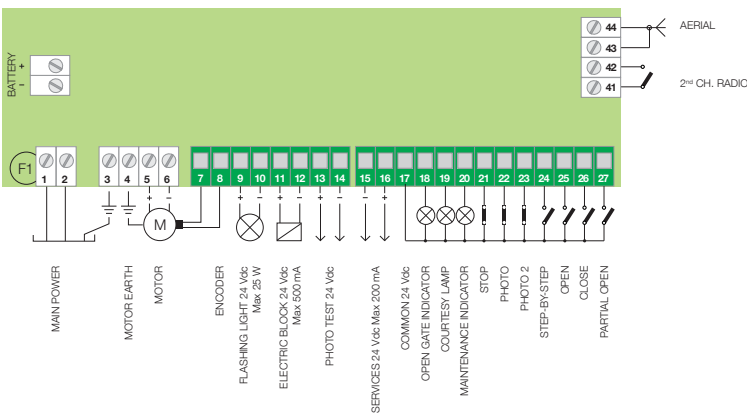 44
AERIAL
43
42
2nd CH. RADIO
41
BATTERY
+
−
F1
1 2 3 4 5 6 7 8 9 10 11 12 13 14 15 16 17 18 19 20 21 22 23 24 25 26 27
+ − + − + − + − − +
M
MAIN POWER
MOTOR EARTH
MOTOR
ENCODER
FLASHING LIGHT 24 Vdc
Max 25 W
ELECTRIC BLOCK 24 Vdc
Max 500 mA
PHOTO TEST 24 Vdc
SERVICES 24 Vdc Max 200 mA
COMMON 24 Vdc
OPEN GATE INDICATOR
COURTESY LAMP
MAINTENANCE INDICATOR
STOP
PHOTO
PHOTO 2
STEP-BY-STEP
OPEN
CLOSE
PARTIAL OPEN